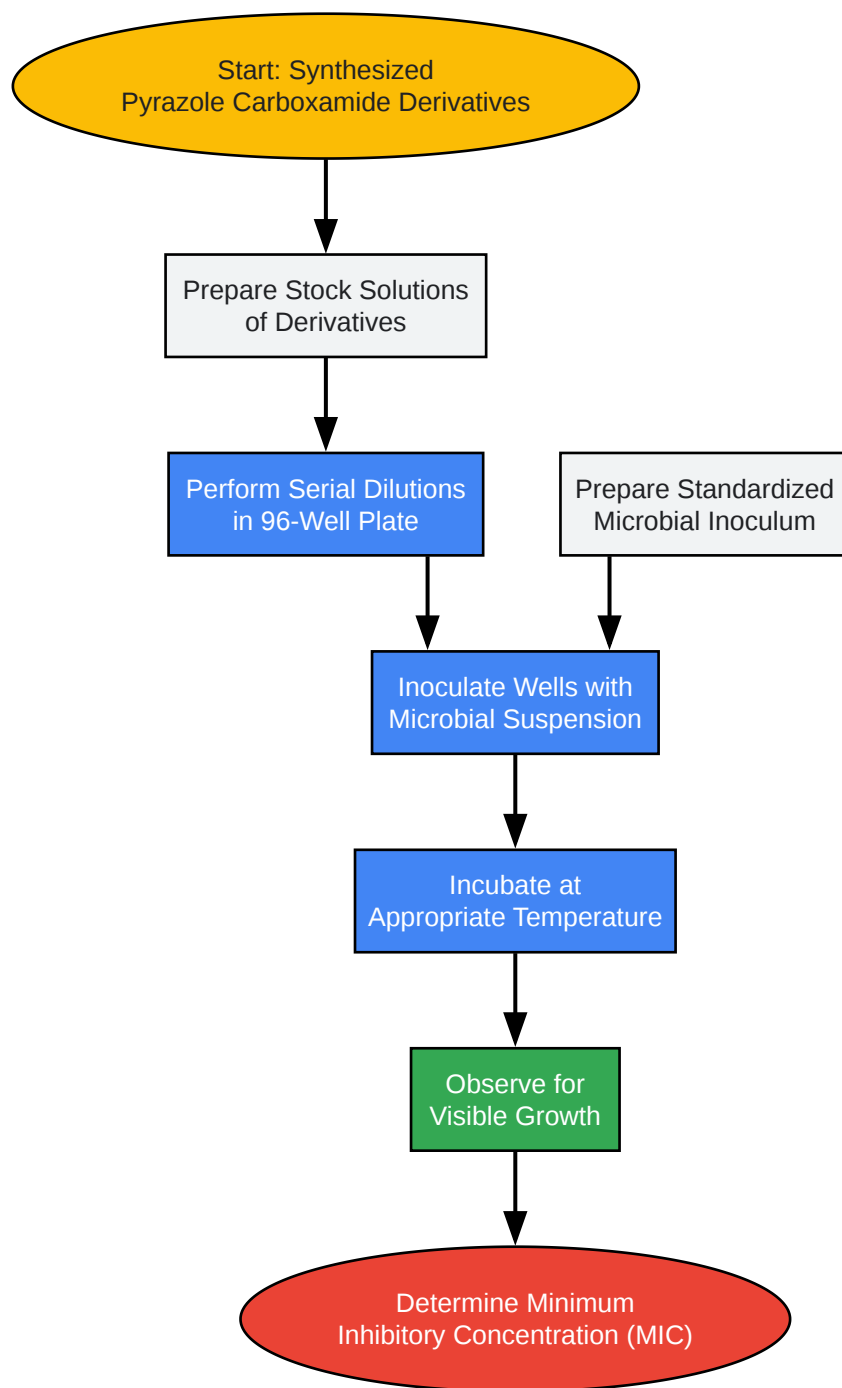 Start: Synthesized
Pyrazole Carboxamide Derivatives
Prepare Stock Solutions
of Derivatives
Perform Serial Dilutions
in 96-Well Plate
Prepare Standardized
Microbial Inoculum
Inoculate Wells with
Microbial Suspension
Incubate at
Appropriate Temperature
Observe for
Visible Growth
Determine Minimum
Inhibitory Concentration (MIC)